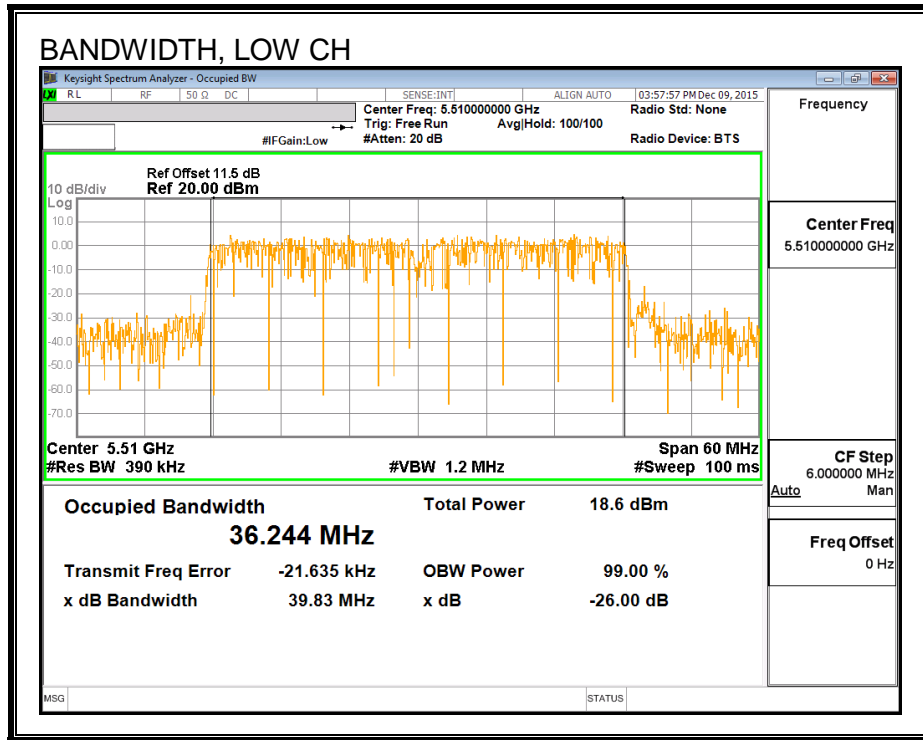 BANDWIDTH, LOW CH
Keysight Spectrum Analyzer - Occupied BW
LXI RL RF 50 Ω DC SENSE:INT ALIGN AUTO 03:57:57 PM Dec 09, 2015
Center Freq: 5.510000000 GHz Radio Std: None
Trig: Free Run Avg|Hold: 100/100
#IFGain:Low #Atten: 20 dB Radio Device: BTS
Frequency
Ref Offset 11.5 dB
10 dB/div Ref 20.00 dBm
Log
10.0
0.00
-10.0
-20.0
-30.0
-40.0
-50.0
-60.0
-70.0
Center 5.51 GHz Span 60 MHz
#Res BW 390 kHz #VBW 1.2 MHz #Sweep 100 ms
Occupied Bandwidth Total Power 18.6 dBm
36.244 MHz
Transmit Freq Error -21.635 kHz OBW Power 99.00 %
x dB Bandwidth 39.83 MHz x dB -26.00 dB
Center Freq
5.510000000 GHz
CF Step
6.000000 MHz
Auto Man
Freq Offset
0 Hz
MSG STATUS